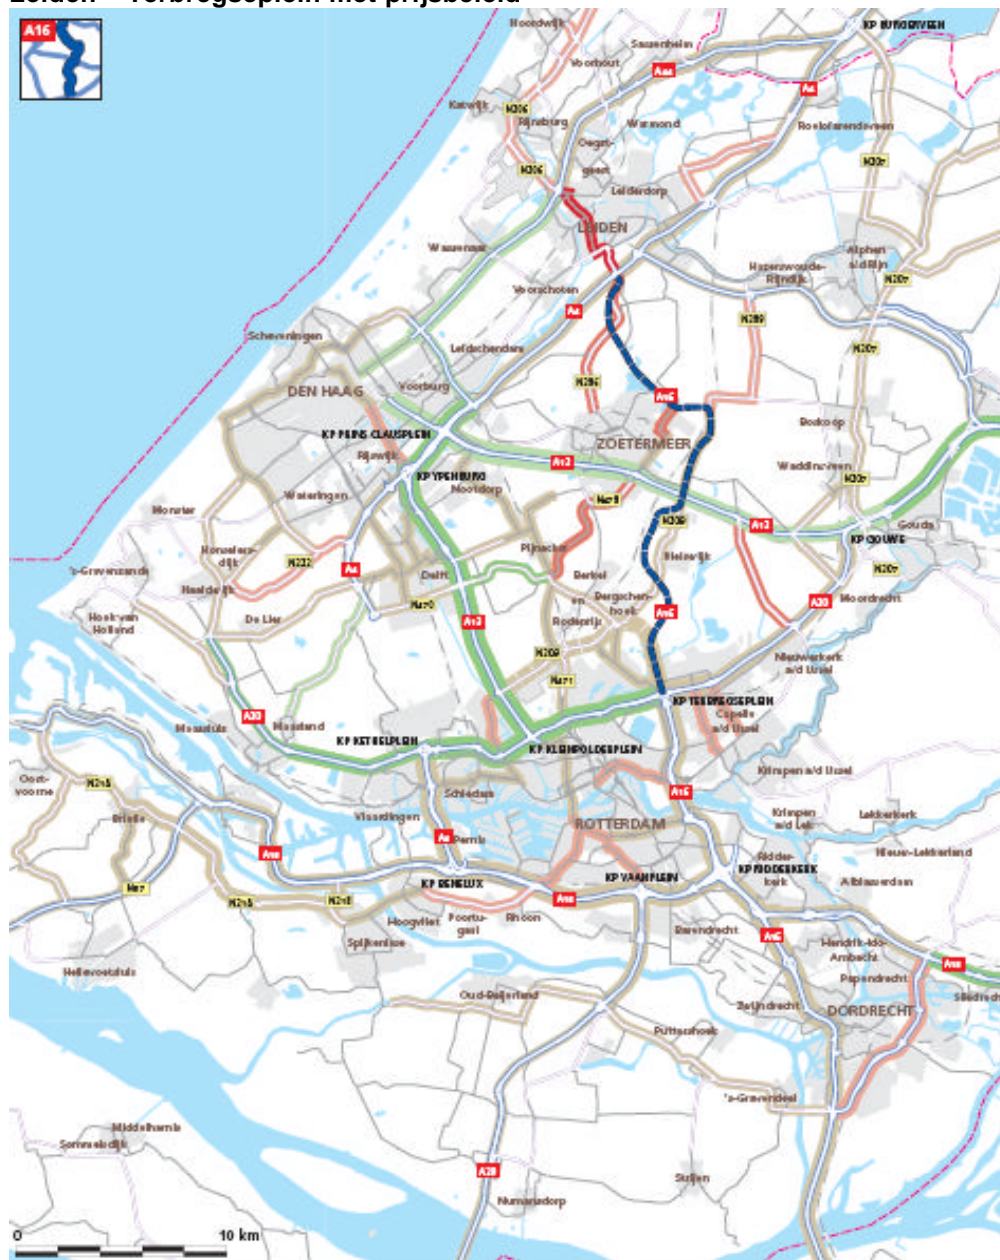 Leiden – Terbregseplein met prijsbeleid
A16
Noordwijk
KP BURGERVEEN
Sassenheim
Voorhout
A44
A4
Katwijk
N206
Rijnsburg
Warmond
Roelofarendsveen
Oegst-
geest
N207
N206
Leiderdorp
LEIDEN
Wassenaar
Alphen
a/d Rijn
Hazerswoude-
Rijndijk
N207
Voorschoten
A4
N209
Scheveningen
Leidschendam
N207
N206
DEN HAAG
Voorburg
A16
Boskoop
KP PRINS CLAUSPLEIN
ZOETERMEER
Rijswijk
A12
Waddinxveen
KP YPENBURG
Nootdorp
N207
Wateringen
N209
A12
Gouda
Monster
KP GOUWE
Pijnacker
Honselers-
dijk
N222
A4
Bleiswijk
N207
's-Gravenzande
Delft
Berkel
Naaldwijk
en
Bergschen-
hoek
A20
Moordrecht
N470
A16
Hoek van
Holland
De Lier
A13
Rodenrijs
N209
Nieuwerkerk
a/d IJssel
N471
KP TERBREGSEPLEIN
A20
Maassluis
Maasland
Capelle
a/d IJssel
KP KETHELPLEIN
KP KLEINPOLDERPLEIN
Krimpen a/d IJssel
Oost-
voorne
N218
Schiedam
A16
Brielle
Vlaardingen
ROTTERDAM
Krimpen
a/d Lek
Lekkerkerk
A4
Pernis
A15
Nieuw-Lekkerland
Ridder-
kerk
KP RIDDERKERK
KP BENELUX
KP VAANPLEIN
Alblasserdam
N57
N218
A15
Hoogvliet
Poortu-
gaal
Rhoon
Barendrecht
A16
Spijkenisse
Hendrik-Ido-
Ambacht
A15
Hellevoetsluis
Papendrecht
Sliedrecht
Oud-Beijerland
Zwijndrecht
DORDRECHT
Puttershoek
's-Gravendeel
Middelharnis
Sommelsdijk
A29
Strijen
Numansdorp
0
10 km